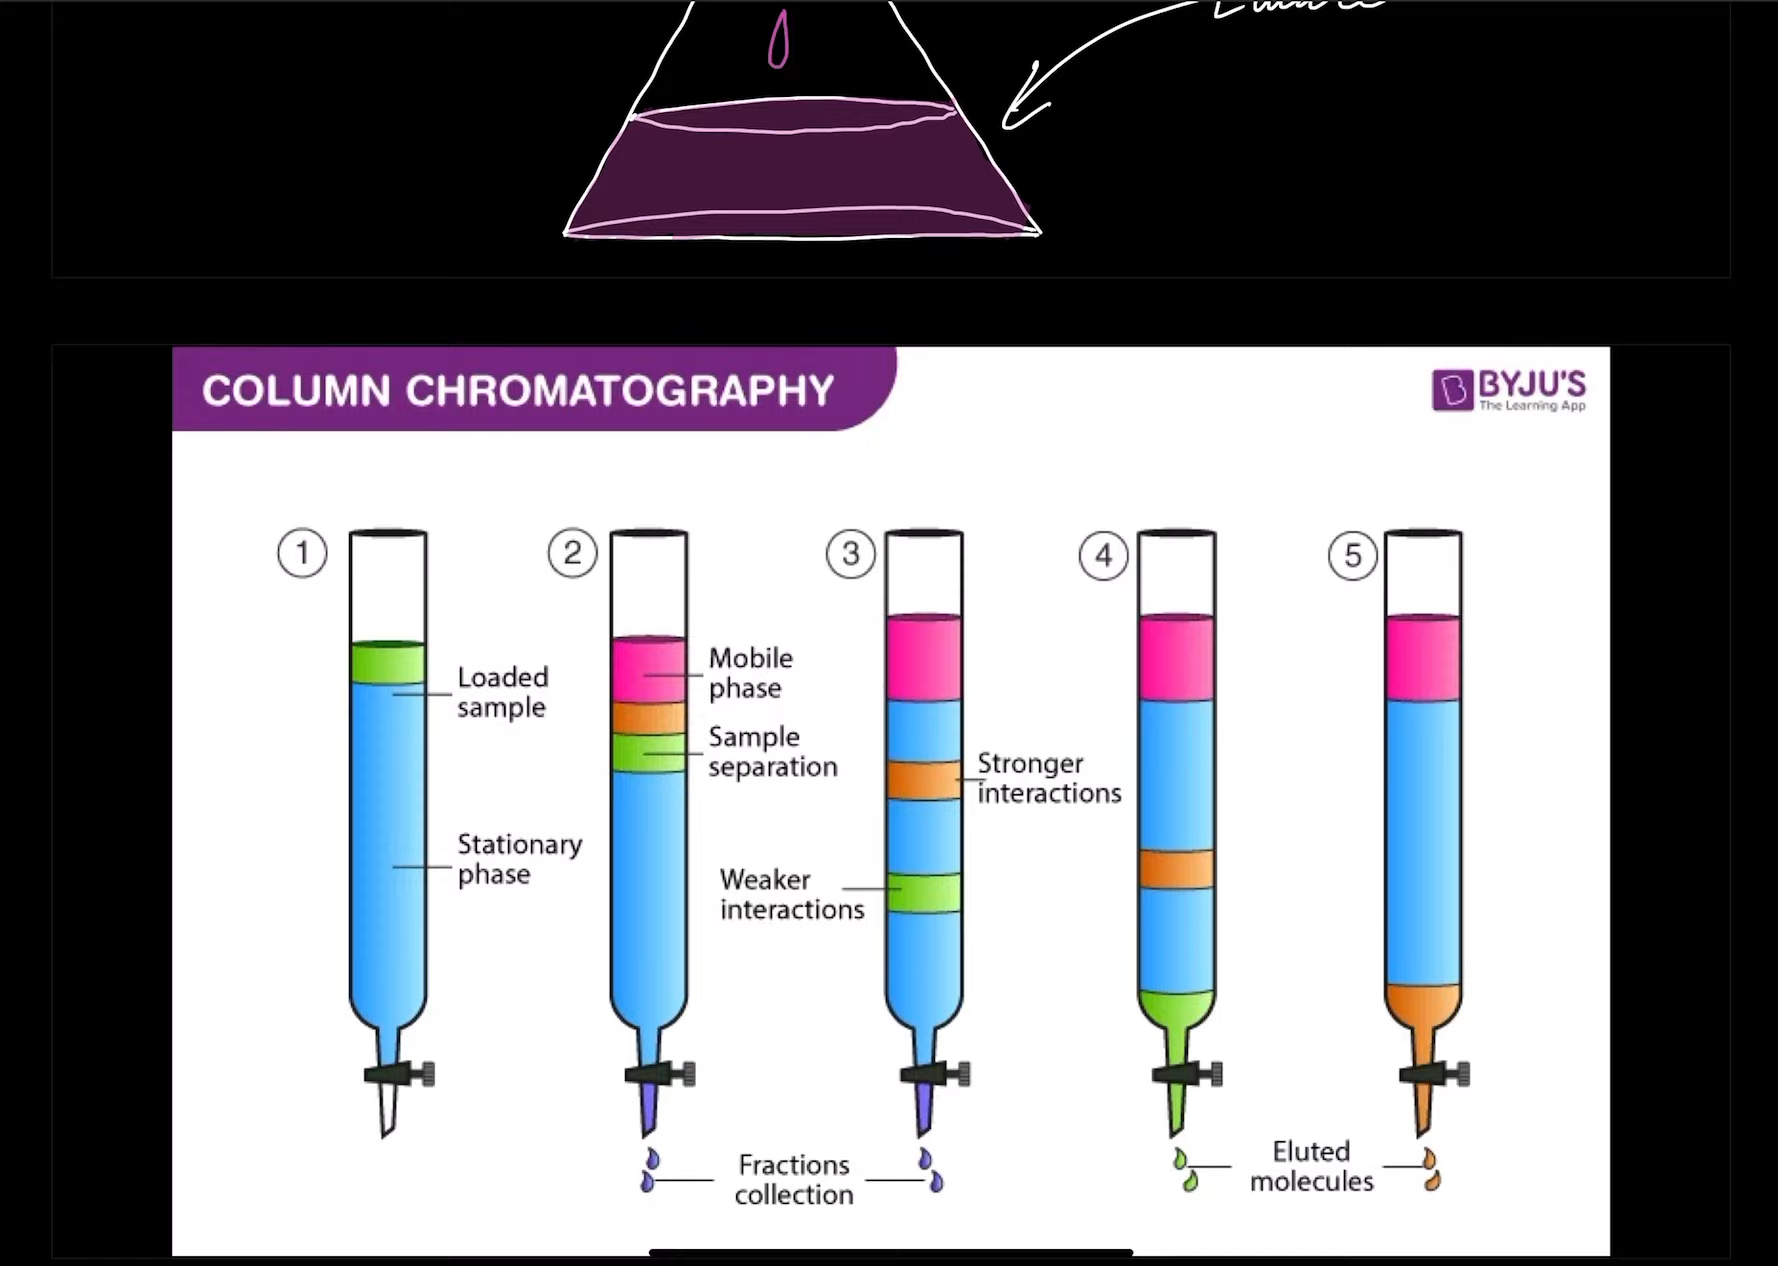 COLUMN CHROMATOGRAPHY
BYJU'S
The Learning App
1
2
3
4
5
Loaded
sample
Stationary
phase
Mobile
phase
Sample
separation
Stronger
interactions
Weaker
interactions
Fractions
collection
Eluted
molecules